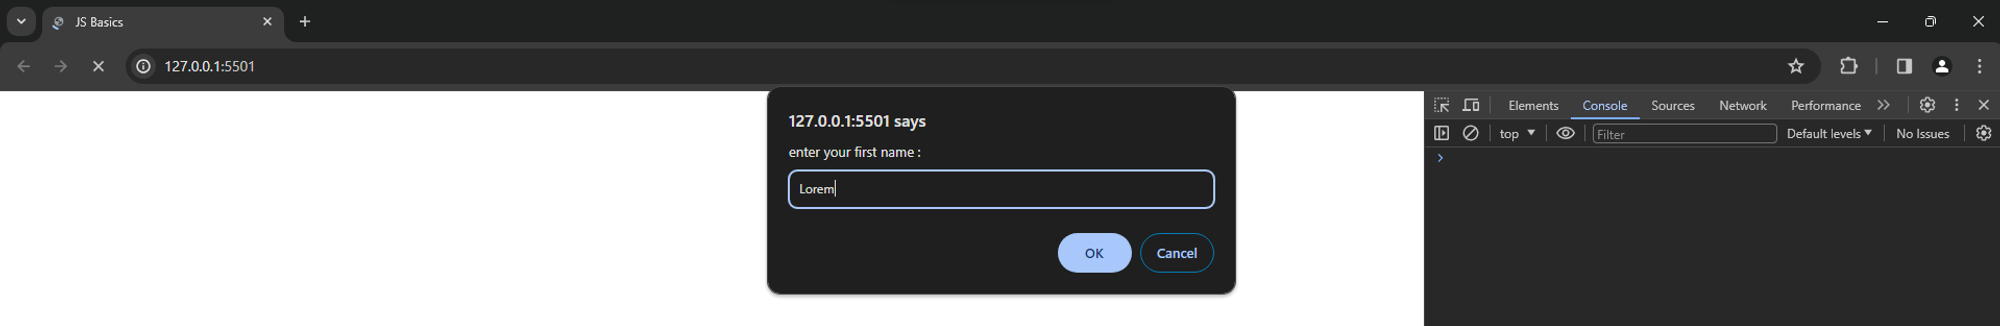 JS Basics
127.0.0.1:5501
127.0.0.1:5501 says
enter your first name :
Lorem
OK Cancel
Elements Console Sources Network Performance
top Filter Default levels No Issues